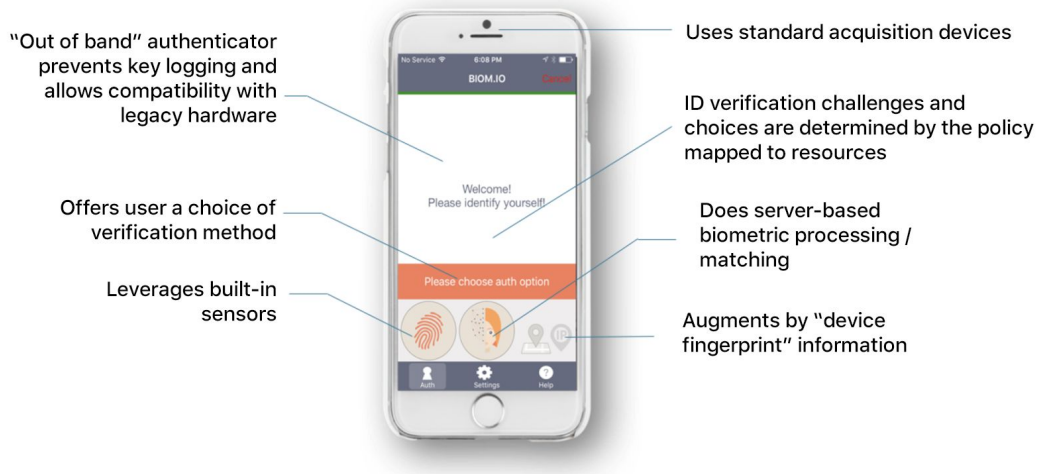 "Out of band" authenticator
prevents key logging and
allows compatibility with
legacy hardware
Offers user a choice of
verification method
Leverages built-in
sensors
No Service
6:08 PM
BIOM.IO
Cancel
Welcome!
Please identify yourself!
Please choose auth option
IP
Auth
Settings
?
Help
Uses standard acquisition devices
ID verification challenges and
choices are determined by the policy
mapped to resources
Does server-based
biometric processing /
matching
Augments by "device
fingerprint" information